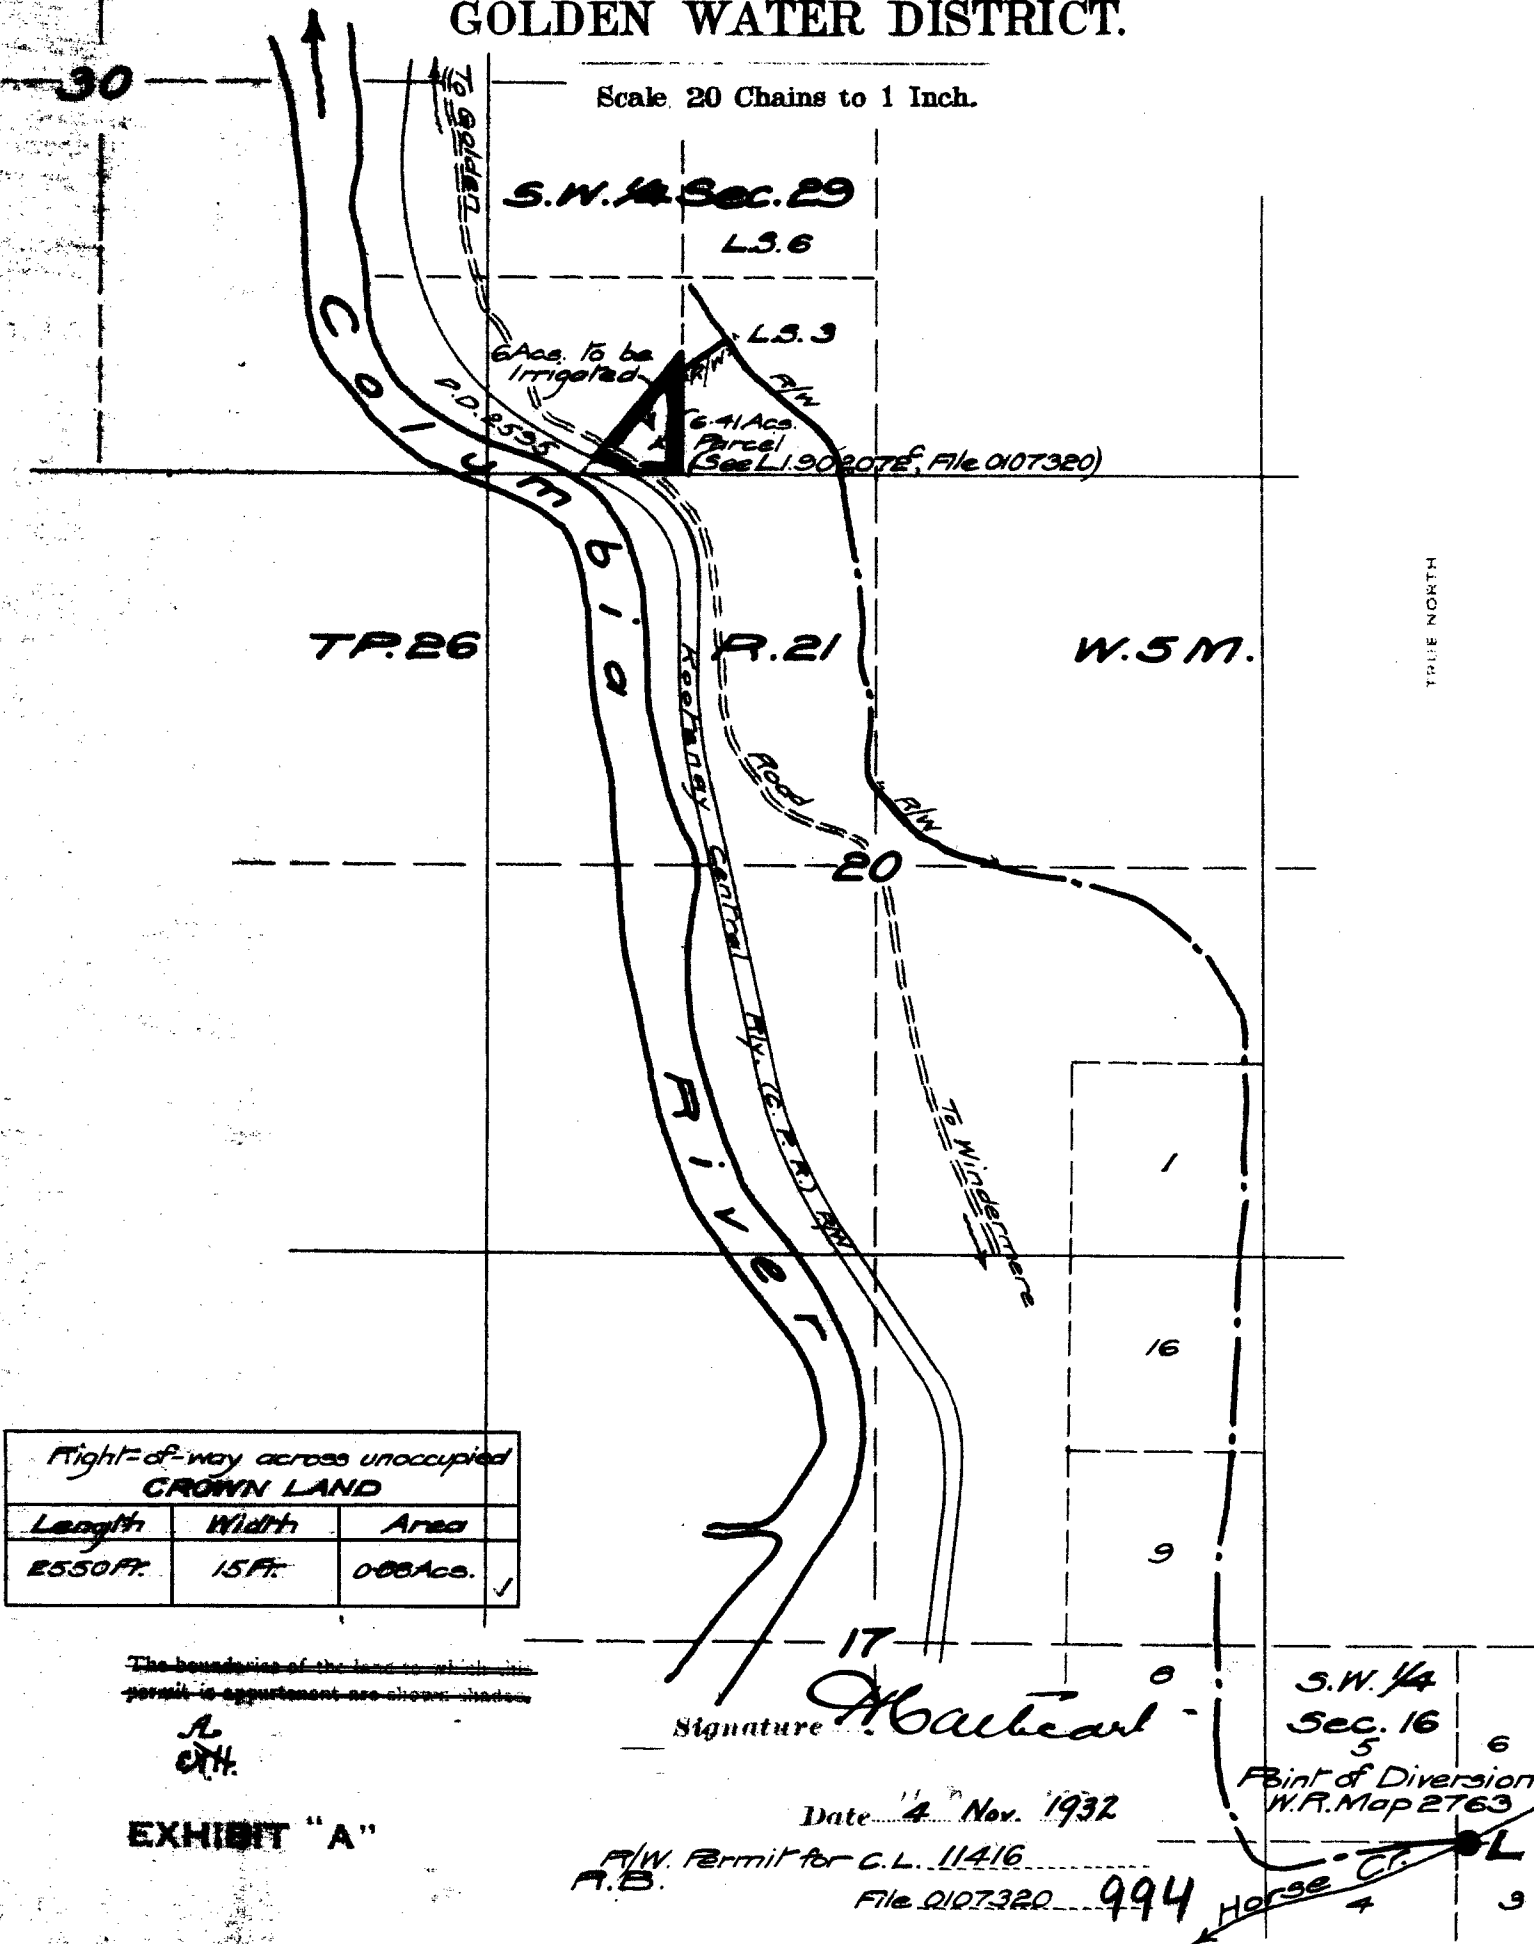 GOLDEN WATER DISTRICT.
Scale 20 Chains to 1 Inch.
30
To Golden
S.W. 1/4 Sec. 29
L.S. 6
L.S. 3
6 Acs. to be
Irrigated
R/W
R/W
P.D. 2535
6.41 Acs.
Parcel
(See L.1.90207E, File 0107320)
Columbia
TP. 26
R. 21
W. 5 M.
TRUE NORTH
Kootenay Central Rly. (C.P.R.) R/W
Road
R/W
20
To Windermere
1
River
16
Right-of-way across unoccupied
CROWN LAND
Length Width Area
2550 Ft. 15 Ft. 0.88 Acs.
9
17
8
The boundaries of the land to which this
permit is appurtenant are shown shaded.
Signature
S.W. 1/4
Sec. 16
5
6
Point of Diversion
W.R. Map 2763
EXHIBIT "A"
Date 4 Nov. 1932
R/W. Permit for C.L. 11416
R.B.
File 0107320 994
Horse Cr.
L
4
3